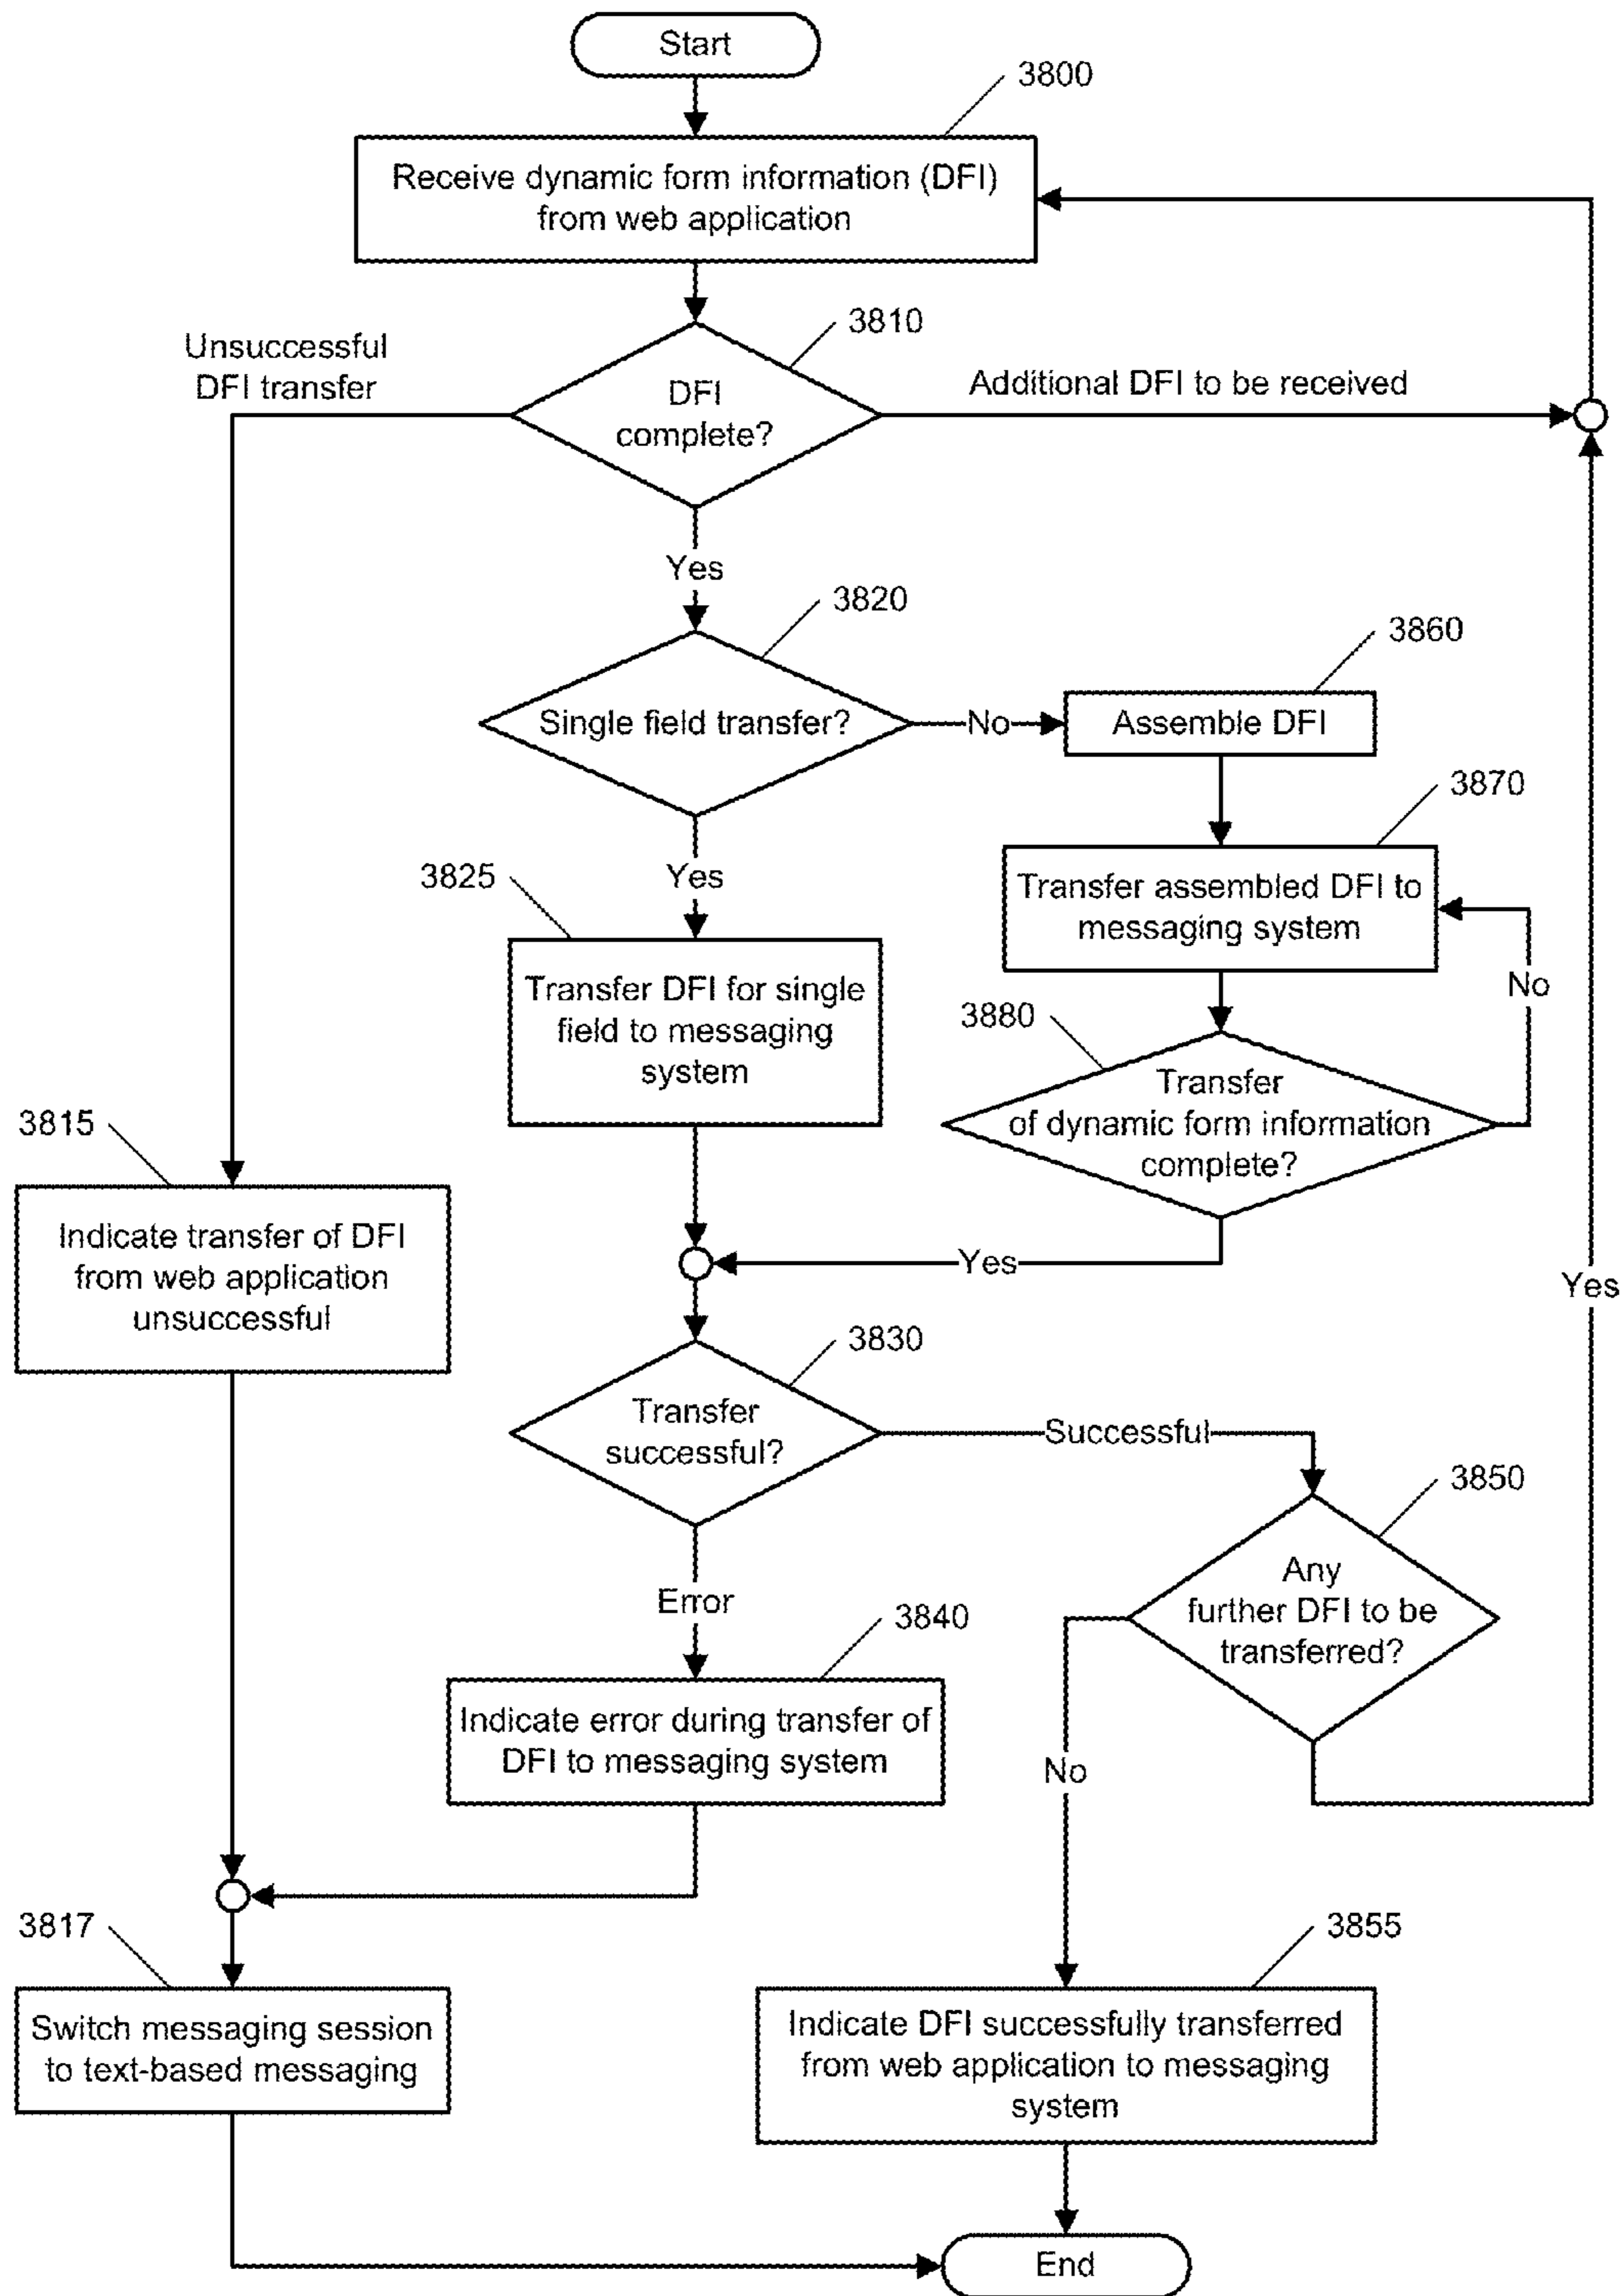 Start
3800
Receive dynamic form information (DFI)
from web application
3810
Unsuccessful
DFI transfer
DFI
complete?
Additional DFI to be received
Yes
3820
Single field transfer?
No
3860
Assemble DFI
3870
Transfer assembled DFI to
messaging system
No
3825
Yes
Transfer DFI for single
field to messaging
system
3880
Transfer
of dynamic form information
complete?
Yes
Yes
3815
Indicate transfer of DFI
from web application
unsuccessful
3830
Transfer
successful?
Successful
3850
Any
further DFI to be
transferred?
Error
3840
Indicate error during transfer of
DFI to messaging system
No
3817
Switch messaging session
to text-based messaging
3855
Indicate DFI successfully transferred
from web application to messaging
system
End